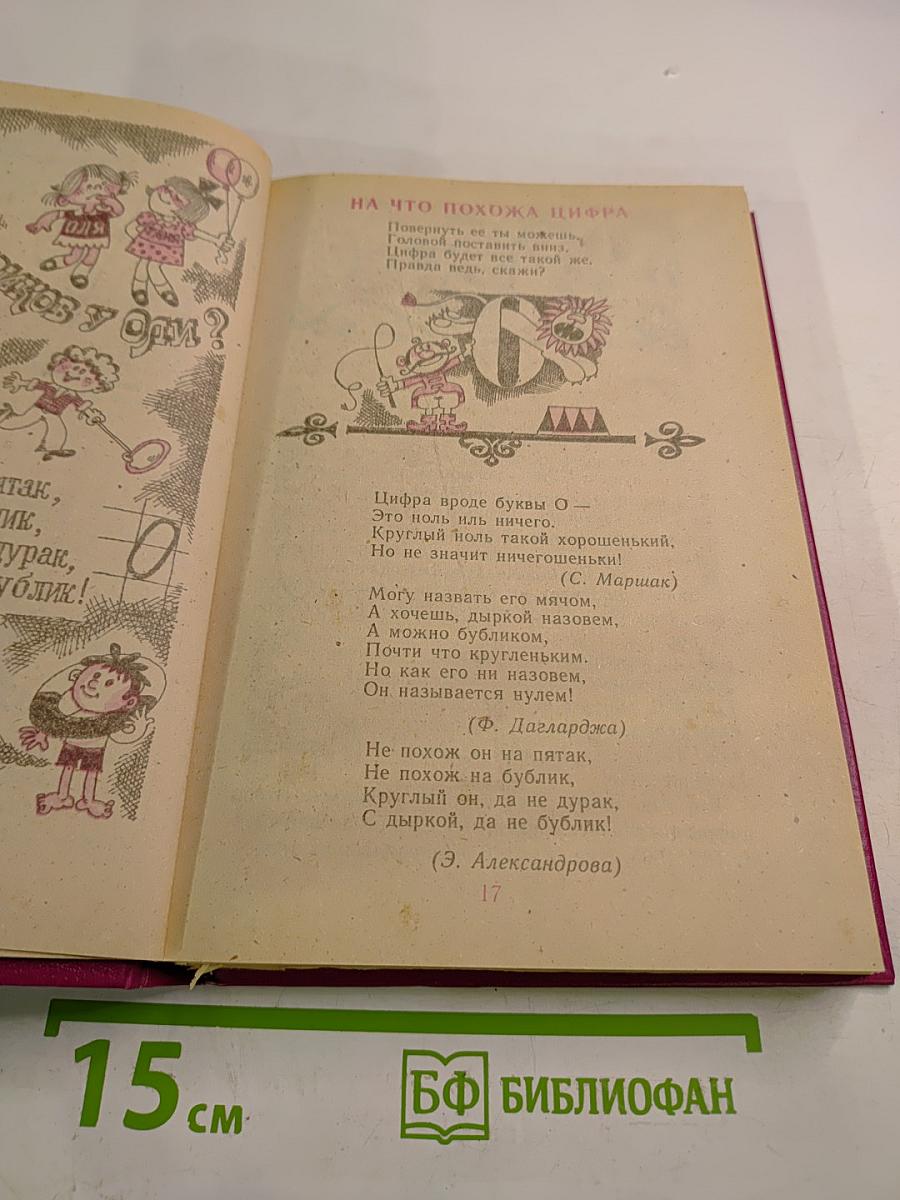 ОЛЯ
ТАНЯ
у Оли?
О
дурак,
бублик!
НА ЧТО ПОХОЖА ЦИФРА
Повернуть ее ты можешь,
Головой поставить вниз.
Цифра будет все такой же.
Правда ведь, скажи?
Цифра вроде буквы О —
Это ноль иль ничего.
Круглый ноль такой хорошенький,
Но не значит ничегошеньки!
(С. Маршак)
Могу назвать его мячом,
А хочешь, дыркой назовем,
А можно бубликом,
Почти что кругленьким.
Но как его ни назовем,
Он называется нулем!
(Ф. Дагларджа)
Не похож он на пятак,
Не похож на бублик,
Круглый он, да не дурак,
С дыркой, да не бублик!
(Э. Александрова)
17
15 см
БФ БИБЛИОФАН